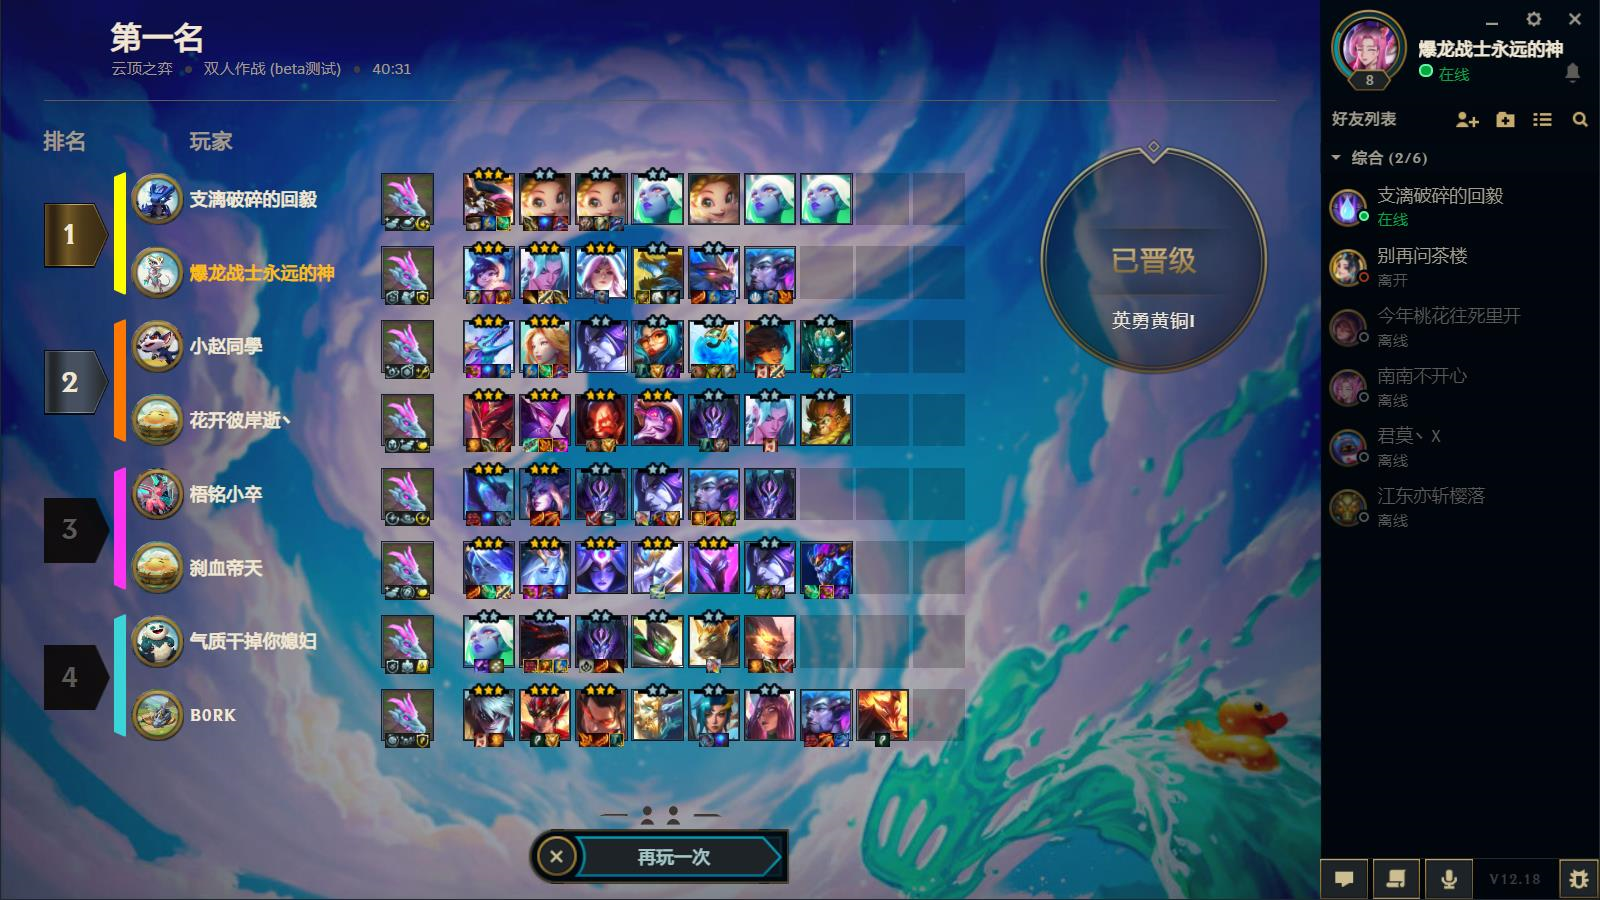 第一名
云顶之弈 • 双人作战 (beta测试) • 40:31
排名 玩家
1
支漓破碎的回毅
爆龙战士永远的神
2
小赵同學
花开彼岸逝丶
3
梧铭小卒
刹血帝天
4
气质干掉你媳妇
B0RK
已晋级
英勇黄铜I
再玩一次
爆龙战士永远的神
8
在线
好友列表
综合 (2/6)
支漓破碎的回毅
在线
别再问茶楼
离开
今年桃花往死里开
离线
南南不开心
离线
君莫丶X
离线
江东亦斩樱落
离线
V12.18